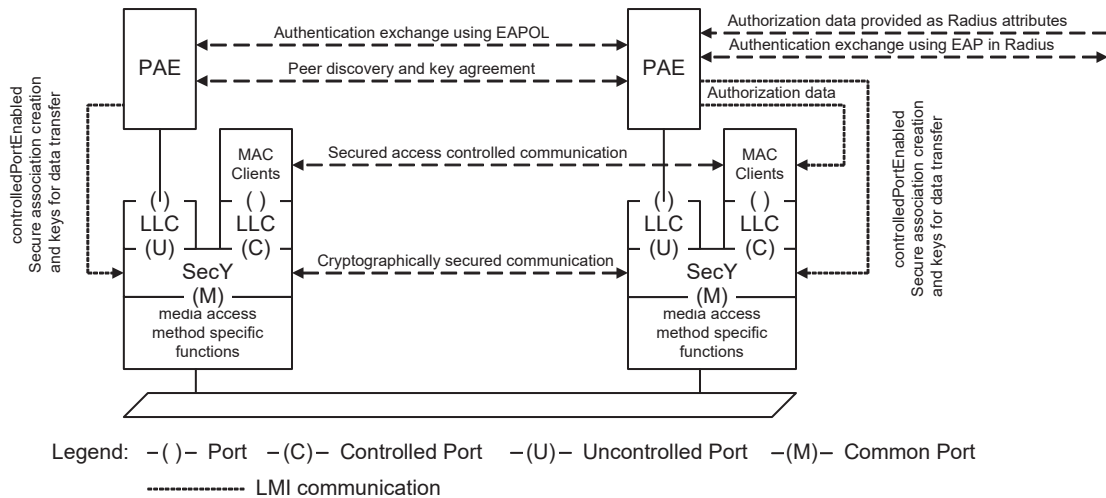 Authorization data provided as Radius attributes
Authentication exchange using EAPOL
Authentication exchange using EAP in Radius
PAE
PAE
Peer discovery and key agreement
Authorization data
controlledPortEnabled
Secure association creation
and keys for data transfer
controlledPortEnabled
Secure association creation
and keys for data transfer
MAC
Clients
Secured access controlled communication
MAC
Clients
( )
( )
( )
( )
LLC
LLC
LLC
LLC
(U)
(C)
(U)
(C)
SecY
Cryptographically secured communication
SecY
(M)
(M)
media access
method specific
functions
media access
method specific
functions
Legend: –( )– Port –(C)– Controlled Port –(U)– Uncontrolled Port –(M)– Common Port
LMI communication